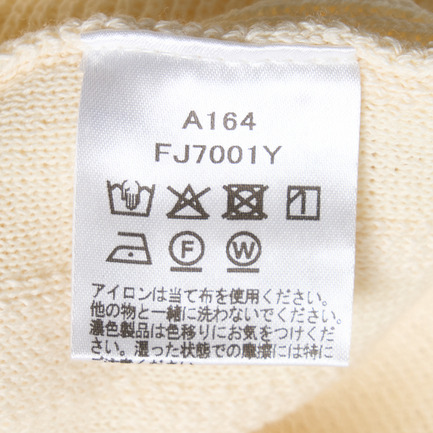 A164
FJ7001Y
F W
アイロンは当て布を使用ください。
他の物と一緒に洗わないでください。
濃色製品は色移りにお気をつけくだ
さい。湿った状態での摩擦には特に